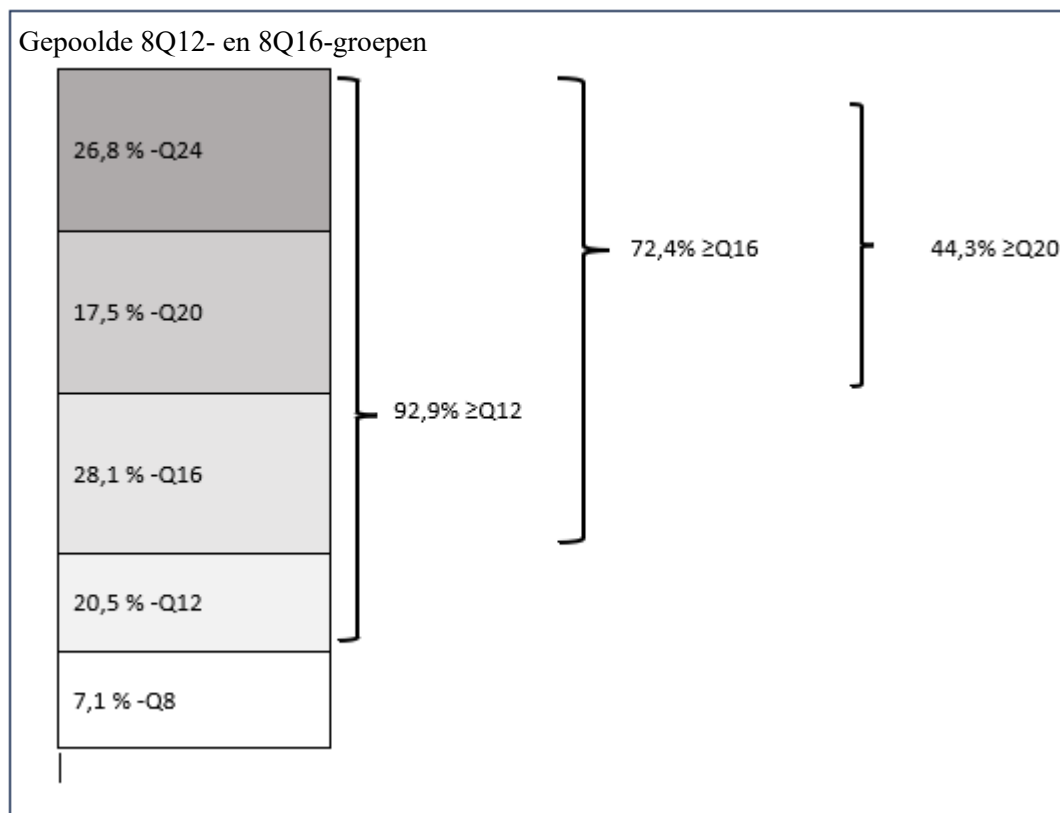 Gepoolde 8Q12- en 8Q16-groepen
26,8 % -Q24
17,5 % -Q20
28,1 % -Q16
20,5 % -Q12
7,1 % -Q8
92,9% ≥Q12
72,4% ≥Q16
44,3% ≥Q20